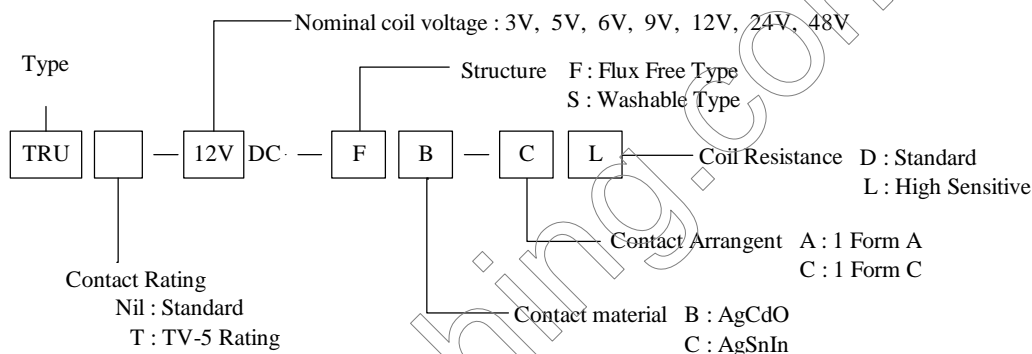 Nominal coil voltage : 3V, 5V, 6V, 9V, 12V, 24V, 48V
Type
Structure F : Flux Free Type
S : Washable Type
TRU — 12V DC — F B — C L
Coil Resistance D : Standard
L : High Sensitive
Contact Arrangent A : 1 Form A
C : 1 Form C
Contact Rating
Nil : Standard
T : TV-5 Rating
Contact material B : AgCdO
C : AgSnIn
hing.com